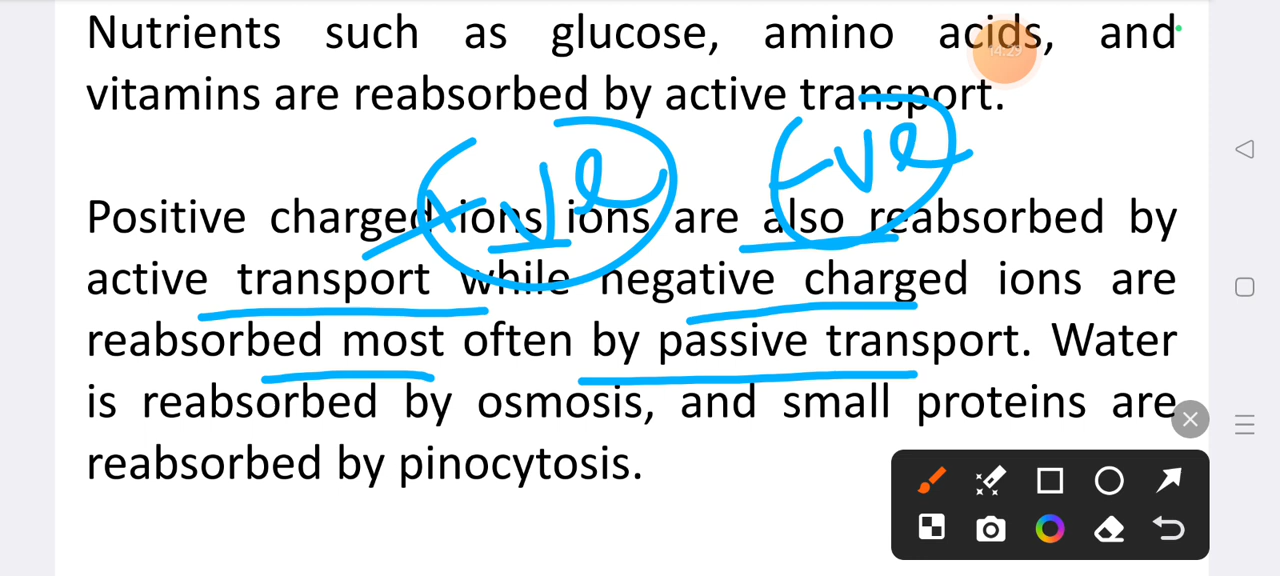 Nutrients such as glucose, amino acids, and
14:29
vitamins are reabsorbed by active transport.
+ve -ve
Positive charged ions ions are also reabsorbed by
active transport while negative charged ions are
reabsorbed most often by passive transport. Water
is reabsorbed by osmosis, and small proteins are
reabsorbed by pinocytosis.